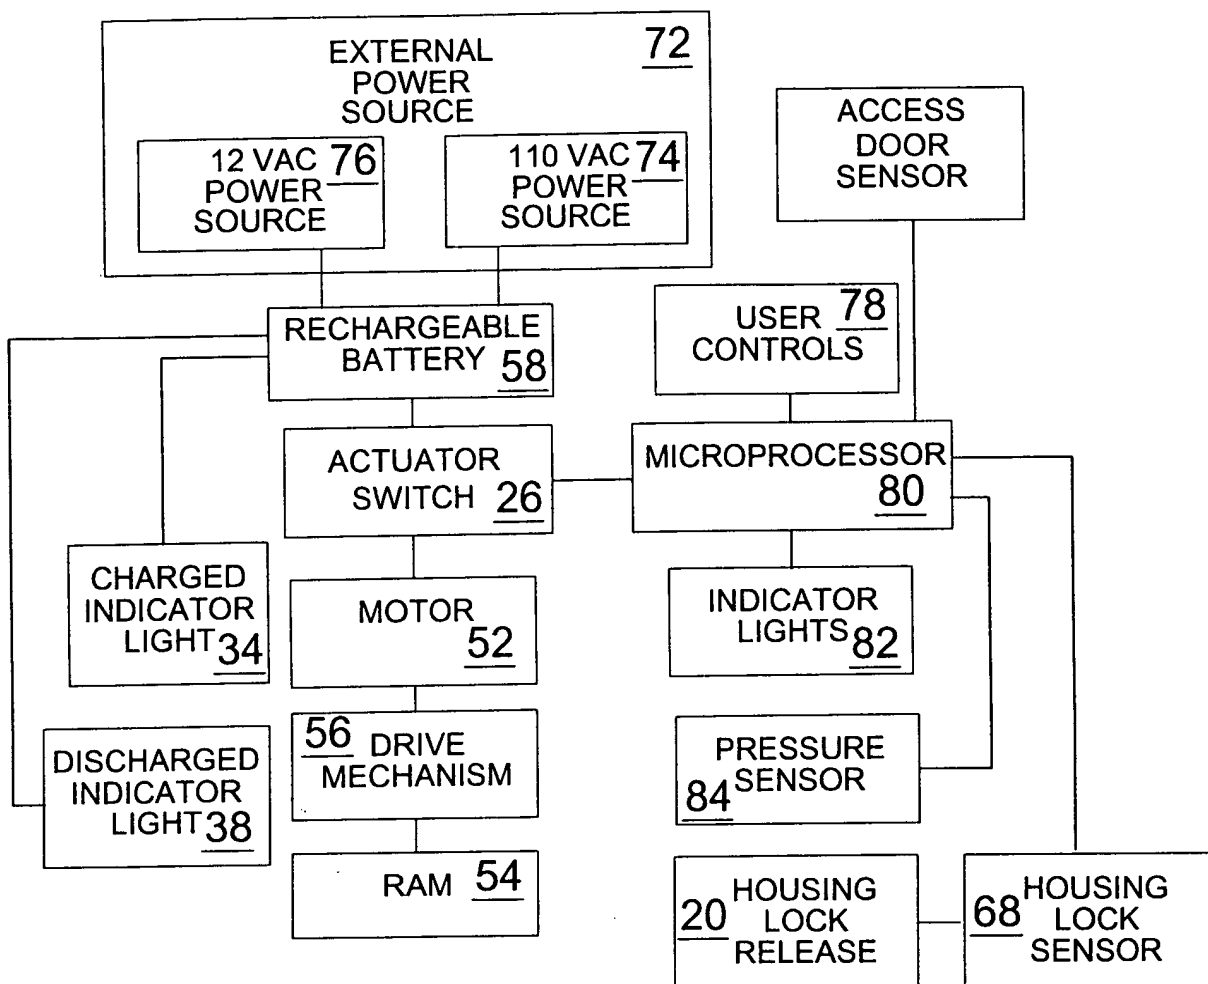 EXTERNAL
POWER
SOURCE
72
12 VAC
POWER
SOURCE
76
110 VAC
POWER
SOURCE
74
ACCESS
DOOR
SENSOR
RECHARGEABLE
BATTERY
58
USER
CONTROLS
78
ACTUATOR
SWITCH
26
MICROPROCESSOR
80
CHARGED
INDICATOR
LIGHT
34
MOTOR
52
INDICATOR
LIGHTS
82
DISCHARGED
INDICATOR
LIGHT
38
56
DRIVE
MECHANISM
PRESSURE
SENSOR
84
RAM
54
20
HOUSING
LOCK
RELEASE
68
HOUSING
LOCK
SENSOR